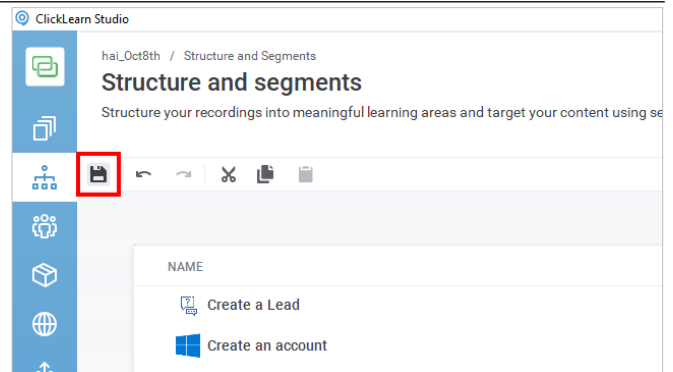 ClickLearn Studio
hai_Oct8th / Structure and Segments
Structure and segments
Structure your recordings into meaningful learning areas and target your content using se
NAME
Create a Lead
Create an account